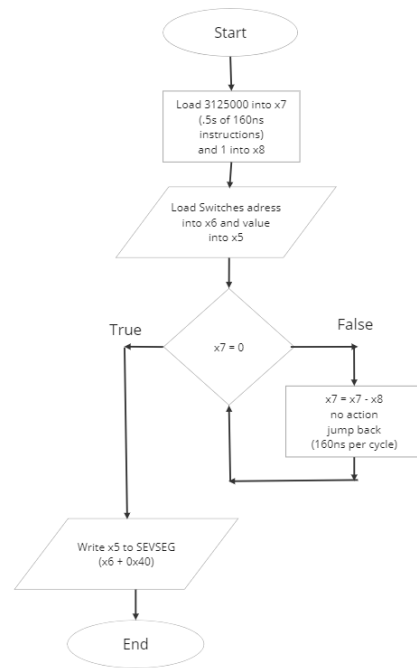 Start
Load 3125000 into x7
(.5s of 160ns
instructions)
and 1 into x8
Load Switches adress
into x6 and value
into x5
True
False
x7 = 0
x7 = x7 - x8
no action
jump back
(160ns per cycle)
Write x5 to SEVSEG
(x6 + 0x40)
End